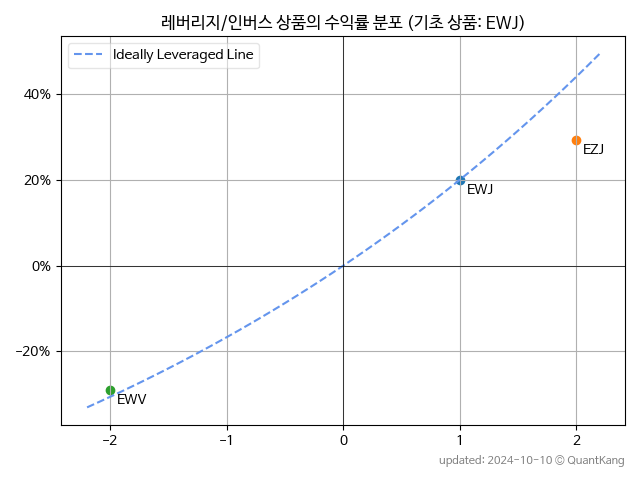 레버리지/인버스 상품의 수익률 분포 (기초 상품: EWJ)
Ideally Leveraged Line
40%
20%
0%
−20%
EZJ
EWJ
EWV
−2 −1 0 1 2
updated: 2024-10-10 © QuantKang